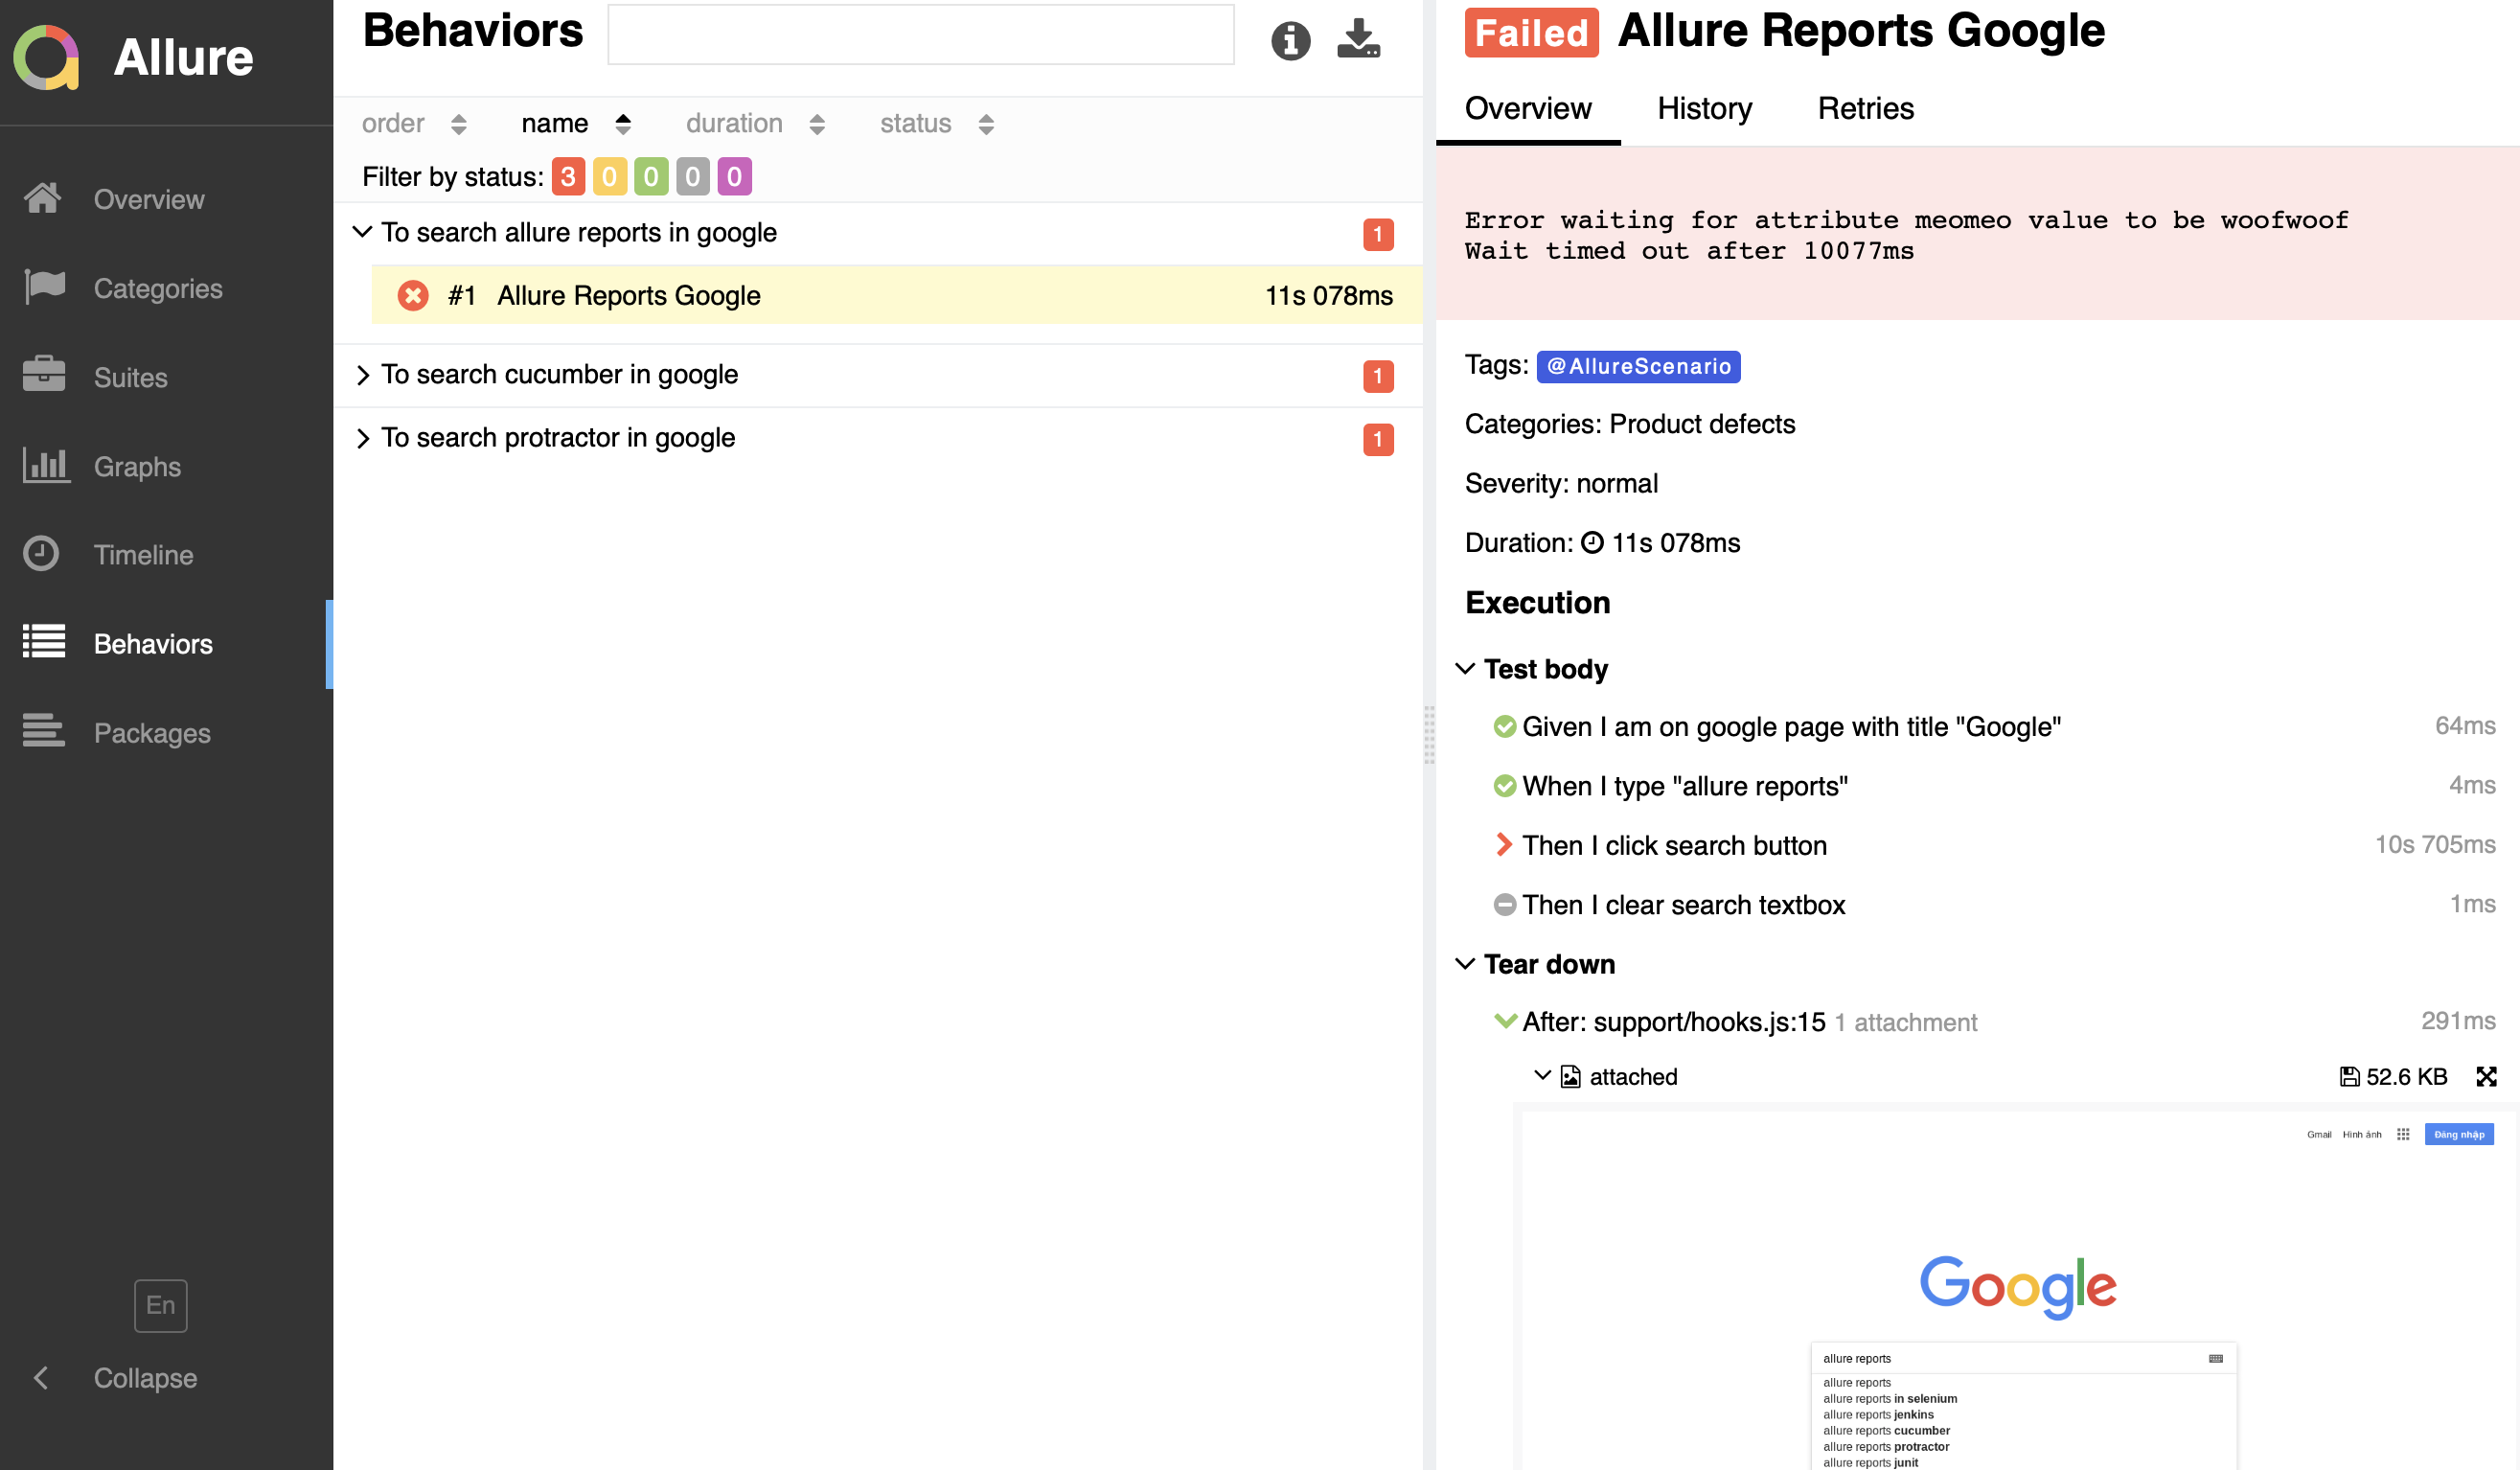 Allure
Overview
Categories
Suites
Graphs
Timeline
Behaviors
Packages
En
Collapse
Behaviors
order name duration status
Filter by status: 3 0 0 0 0
To search allure reports in google 1
#1 Allure Reports Google 11s 078ms
To search cucumber in google 1
To search protractor in google 1
Failed Allure Reports Google
Overview History Retries
Error waiting for attribute meomeo value to be woofwoof
Wait timed out after 10077ms
Tags: @AllureScenario
Categories: Product defects
Severity: normal
Duration: 11s 078ms
Execution
Test body
Given I am on google page with title "Google" 64ms
When I type "allure reports" 4ms
Then I click search button 10s 705ms
Then I clear search textbox 1ms
Tear down
After: support/hooks.js:15 1 attachment 291ms
attached 52.6 KB
Gmail Hình ảnh Đăng nhập
Google
allure reports
allure reports
allure reports in selenium
allure reports jenkins
allure reports cucumber
allure reports protractor
allure reports junit